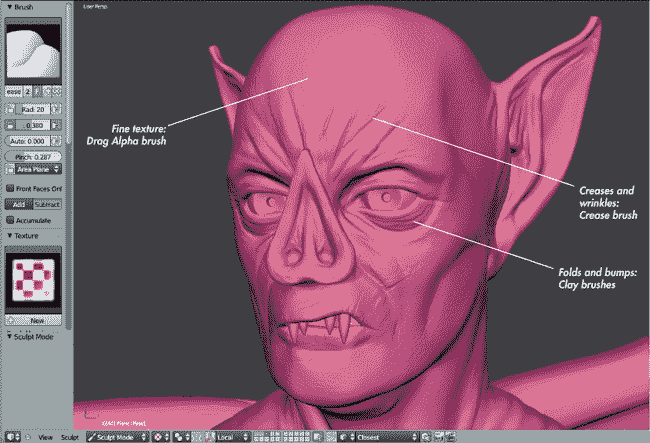 Brush
User Persp
ease 2 F
Radi: 20
: 0.380
Auto: 0.000
Pinch: 0.287
Area Plane
Front Faces Onl
Add Subtract
Accumulate
Texture
New
Sculpt Mode
Fine texture:
Drag Alpha brush
Creases and
wrinkles:
Crease brush
Folds and bumps:
Clay brushes
View Sculpt Sculpt Mode Local Closest